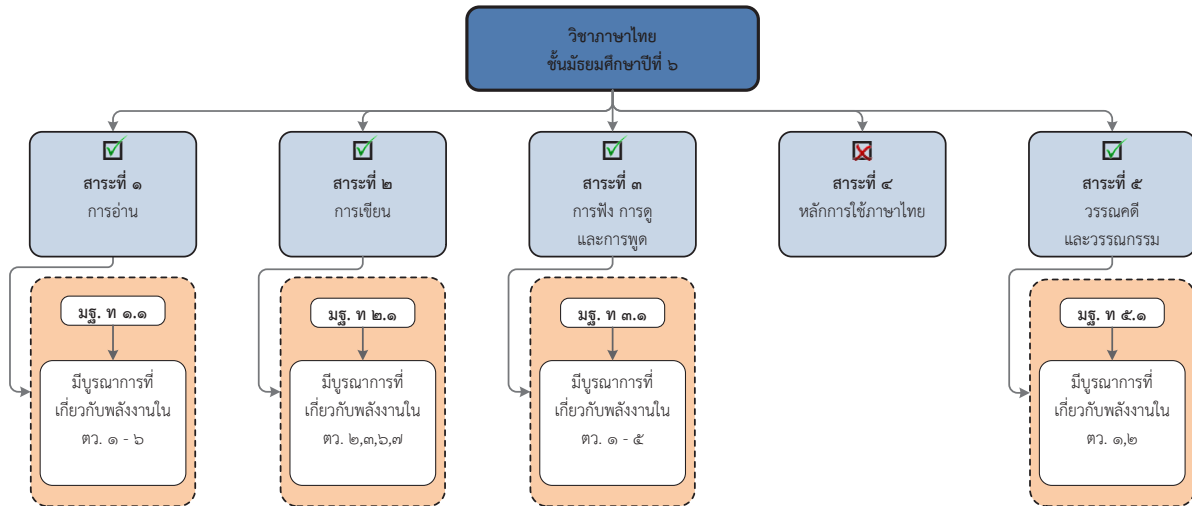 วิชาภาษาไทย
ชั้นมัธยมศึกษาปีที่ ๖
สาระที่ ๑
การอ่าน
สาระที่ ๒
การเขียน
สาระที่ ๓
การฟัง การดู
และการพูด
สาระที่ ๔
หลักการใช้ภาษาไทย
สาระที่ ๕
วรรณคดี
และวรรณกรรม
มฐ. ท ๑.๑
มีบูรณาการที่
เกี่ยวกับพลังงานใน
ตว. ๑ - ๖
มฐ. ท ๒.๑
มีบูรณาการที่
เกี่ยวกับพลังงานใน
ตว. ๒,๓,๖,๗
มฐ. ท ๓.๑
มีบูรณาการที่
เกี่ยวกับพลังงานใน
ตว. ๑ - ๕
มฐ. ท ๕.๑
มีบูรณาการที่
เกี่ยวกับพลังงานใน
ตว. ๑,๒